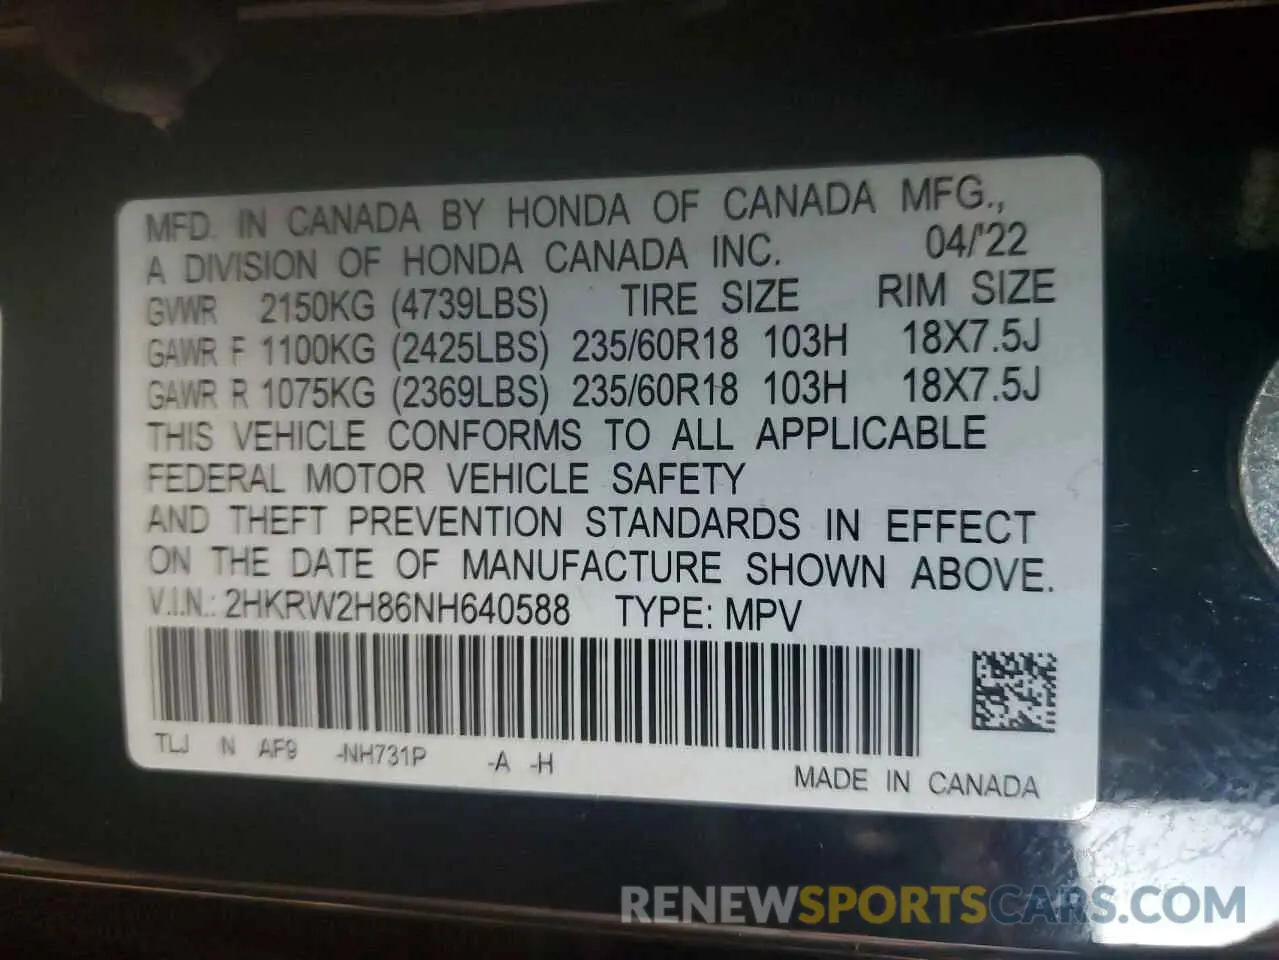 MFD. IN CANADA BY HONDA OF CANADA MFG.,
A DIVISION OF HONDA CANADA INC. 04/'22
GVWR 2150KG (4739LBS) TIRE SIZE RIM SIZE
GAWR F 1100KG (2425LBS) 235/60R18 103H 18X7.5J
GAWR R 1075KG (2369LBS) 235/60R18 103H 18X7.5J
THIS VEHICLE CONFORMS TO ALL APPLICABLE
FEDERAL MOTOR VEHICLE SAFETY
AND THEFT PREVENTION STANDARDS IN EFFECT
ON THE DATE OF MANUFACTURE SHOWN ABOVE.
V.I.N.: 2HKRW2H86NH640588 TYPE: MPV
TLJ N AF9 -NH731P -A -H
MADE IN CANADA
RENEWSPORTSCARS.COM